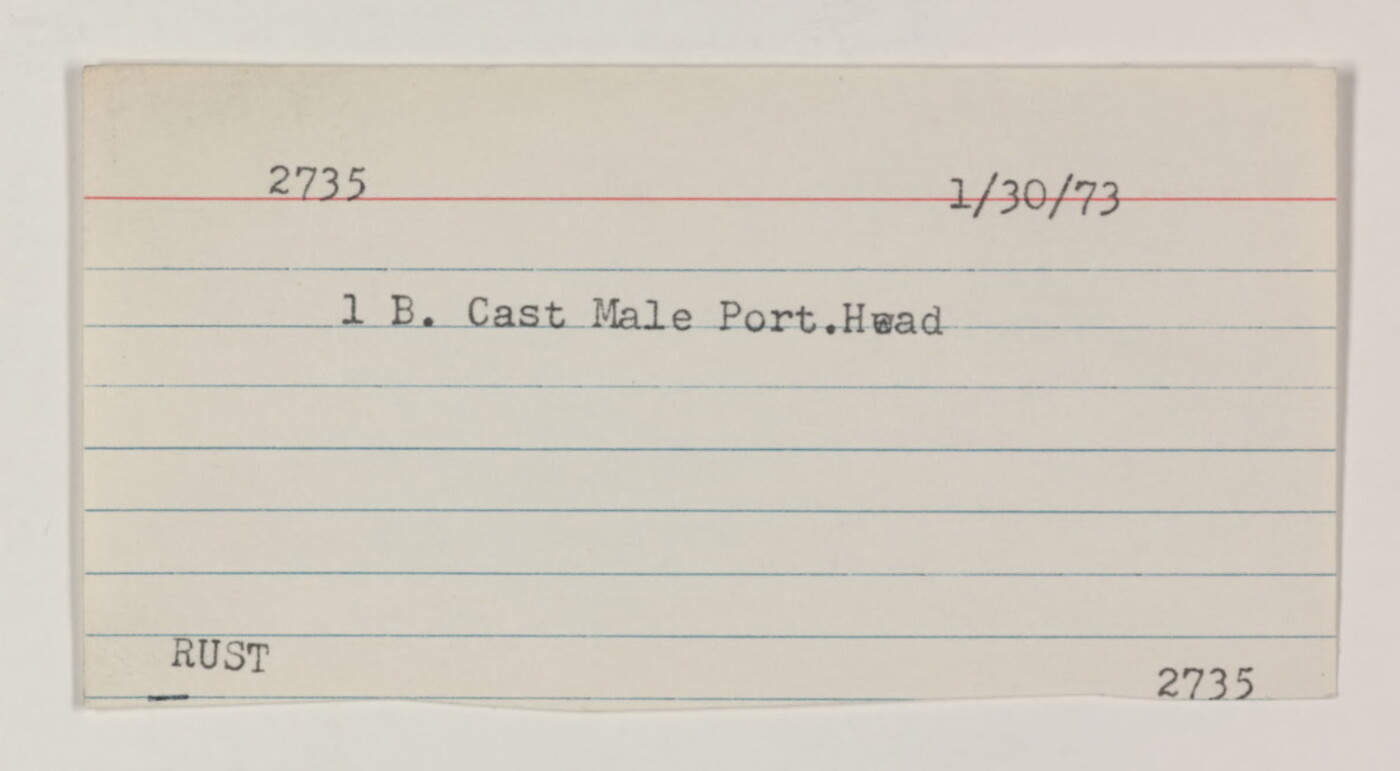 2735 1/30/73
1 B. Cast Male Port.Head
RUST
2735